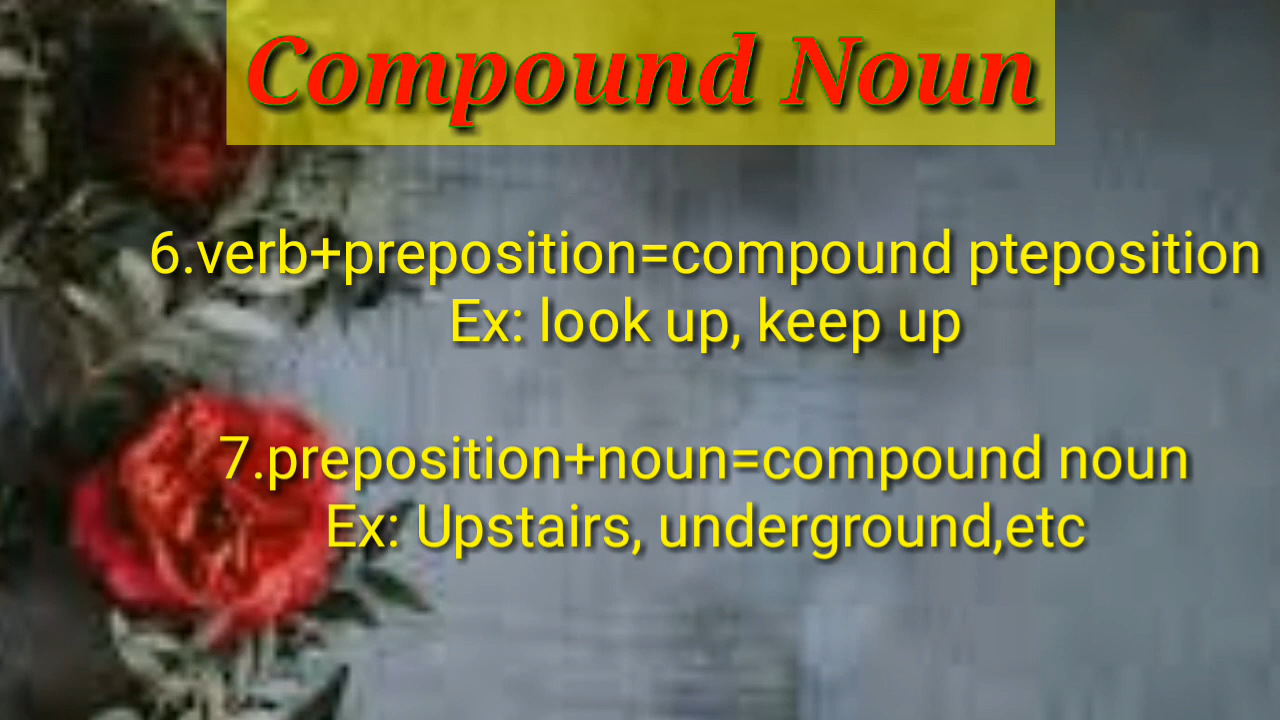 Compound Noun
6.verb+preposition=compound pteposition
Ex: look up, keep up
7.preposition+noun=compound noun
Ex: Upstairs, underground,etc